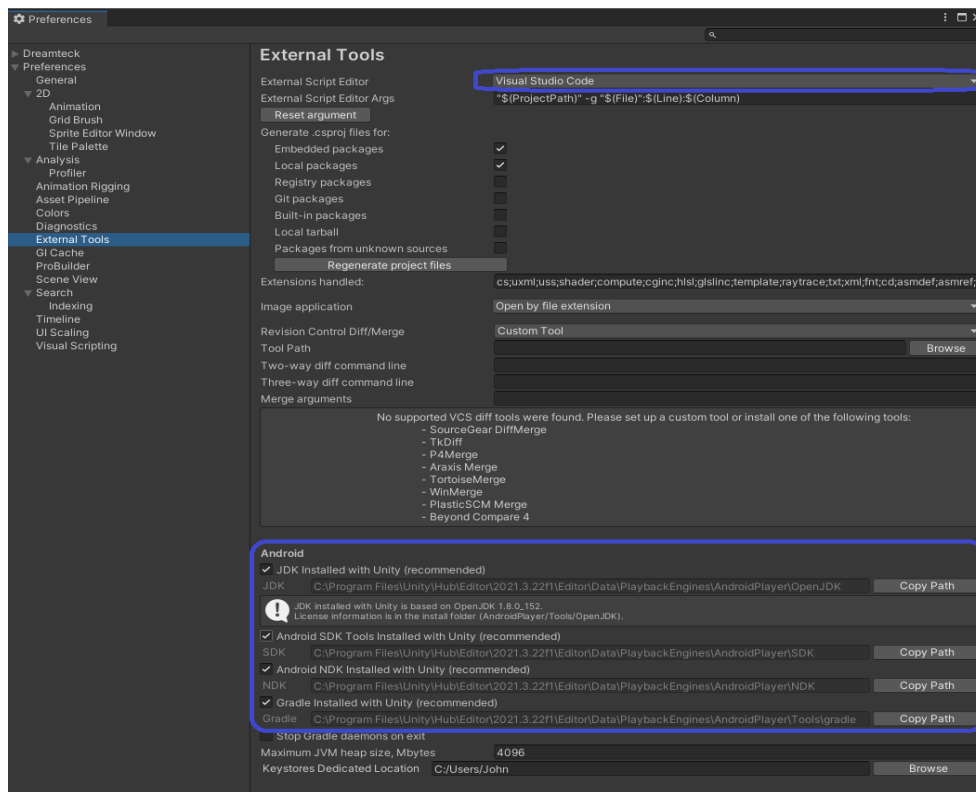 Preferences
Dreamteck
Preferences
General
2D
Animation
Grid Brush
Sprite Editor Window
Tile Palette
Analysis
Profiler
Animation Rigging
Asset Pipeline
Colors
Diagnostics
External Tools
GI Cache
ProBuilder
Scene View
Search
Indexing
Timeline
UI Scaling
Visual Scripting
External Tools
External Script Editor Visual Studio Code
External Script Editor Args "$(ProjectPath)" -g "$(File)":$(Line):$(Column)
Reset argument
Generate .csproj files for:
Embedded packages
Local packages
Registry packages
Git packages
Built-in packages
Local tarball
Packages from unknown sources
Regenerate project files
Extensions handled: cs;uxml;uss;shader;compute;cginc;hlsl;glslinc;template;raytrace;txt;xml;fnt;cd;asmdef;asmref;
Image application Open by file extension
Revision Control Diff/Merge Custom Tool
Tool Path Browse
Two-way diff command line
Three-way diff command line
Merge arguments
No supported VCS diff tools were found. Please set up a custom tool or install one of the following tools:
- SourceGear DiffMerge
- TkDiff
- P4Merge
- Araxis Merge
- TortoiseMerge
- WinMerge
- PlasticSCM Merge
- Beyond Compare 4
Android
JDK Installed with Unity (recommended)
JDK C:\Program Files\Unity\Hub\Editor\2021.3.22f1\Editor\Data\PlaybackEngines\AndroidPlayer\OpenJDK Copy Path
JDK installed with Unity is based on OpenJDK 1.8.0_152.
License information is in the install folder (AndroidPlayer/Tools/OpenJDK).
Android SDK Tools Installed with Unity (recommended)
SDK C:\Program Files\Unity\Hub\Editor\2021.3.22f1\Editor\Data\PlaybackEngines\AndroidPlayer\SDK Copy Path
Android NDK Installed with Unity (recommended)
NDK C:\Program Files\Unity\Hub\Editor\2021.3.22f1\Editor\Data\PlaybackEngines\AndroidPlayer\NDK Copy Path
Gradle Installed with Unity (recommended)
Gradle C:\Program Files\Unity\Hub\Editor\2021.3.22f1\Editor\Data\PlaybackEngines\AndroidPlayer\Tools\gradle Copy Path
Stop Gradle daemons on exit
Maximum JVM heap size, Mbytes 4096
Keystores Dedicated Location C:/Users/John Browse